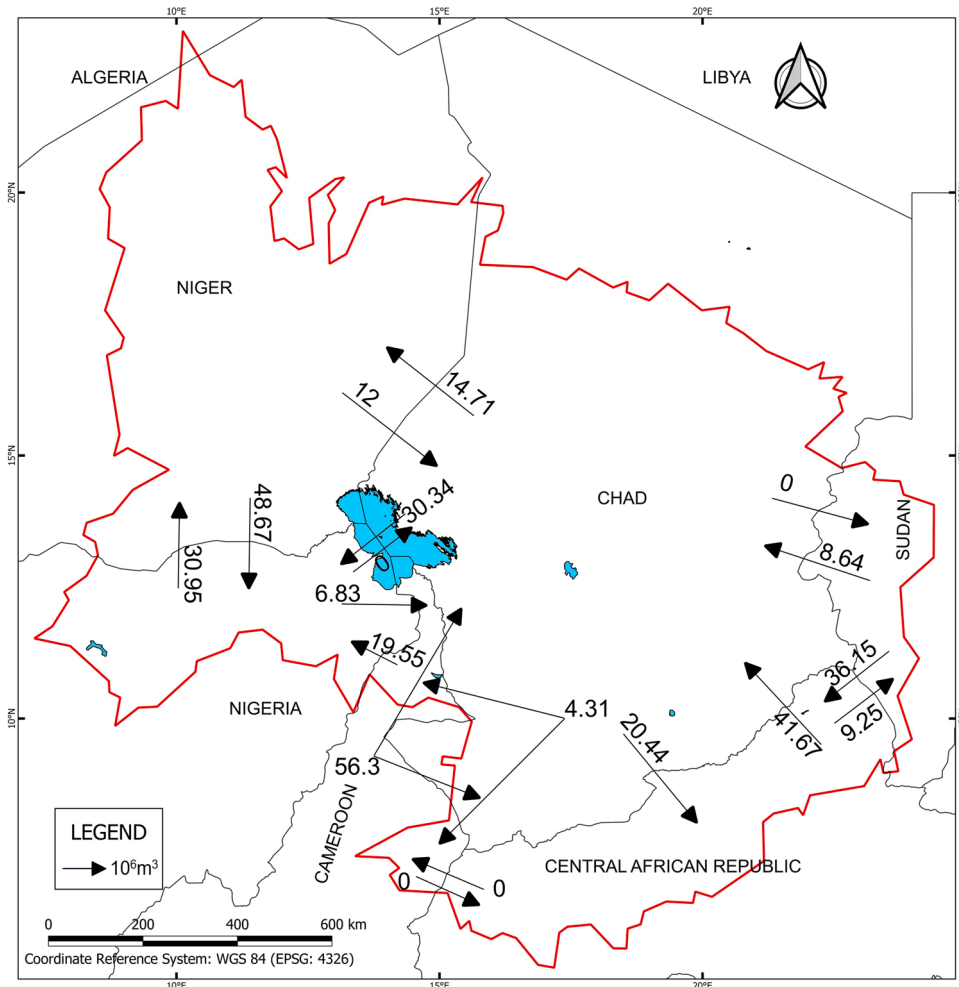 10°E 15°E 20°E
ALGERIA
LIBYA
20°N
NIGER
14.71
12
15°N
CHAD
0
SUDAN
48.67
30.34
30.95
0
8.64
6.83
19.55
36.15
10°N
NIGERIA
4.31
20.44
41.67
9.25
56.3
CAMEROON
LEGEND
10⁶m³
CENTRAL AFRICAN REPUBLIC
0
0
0 200 400 600 km
Coordinate Reference System: WGS 84 (EPSG: 4326)
10°E 15°E 20°E